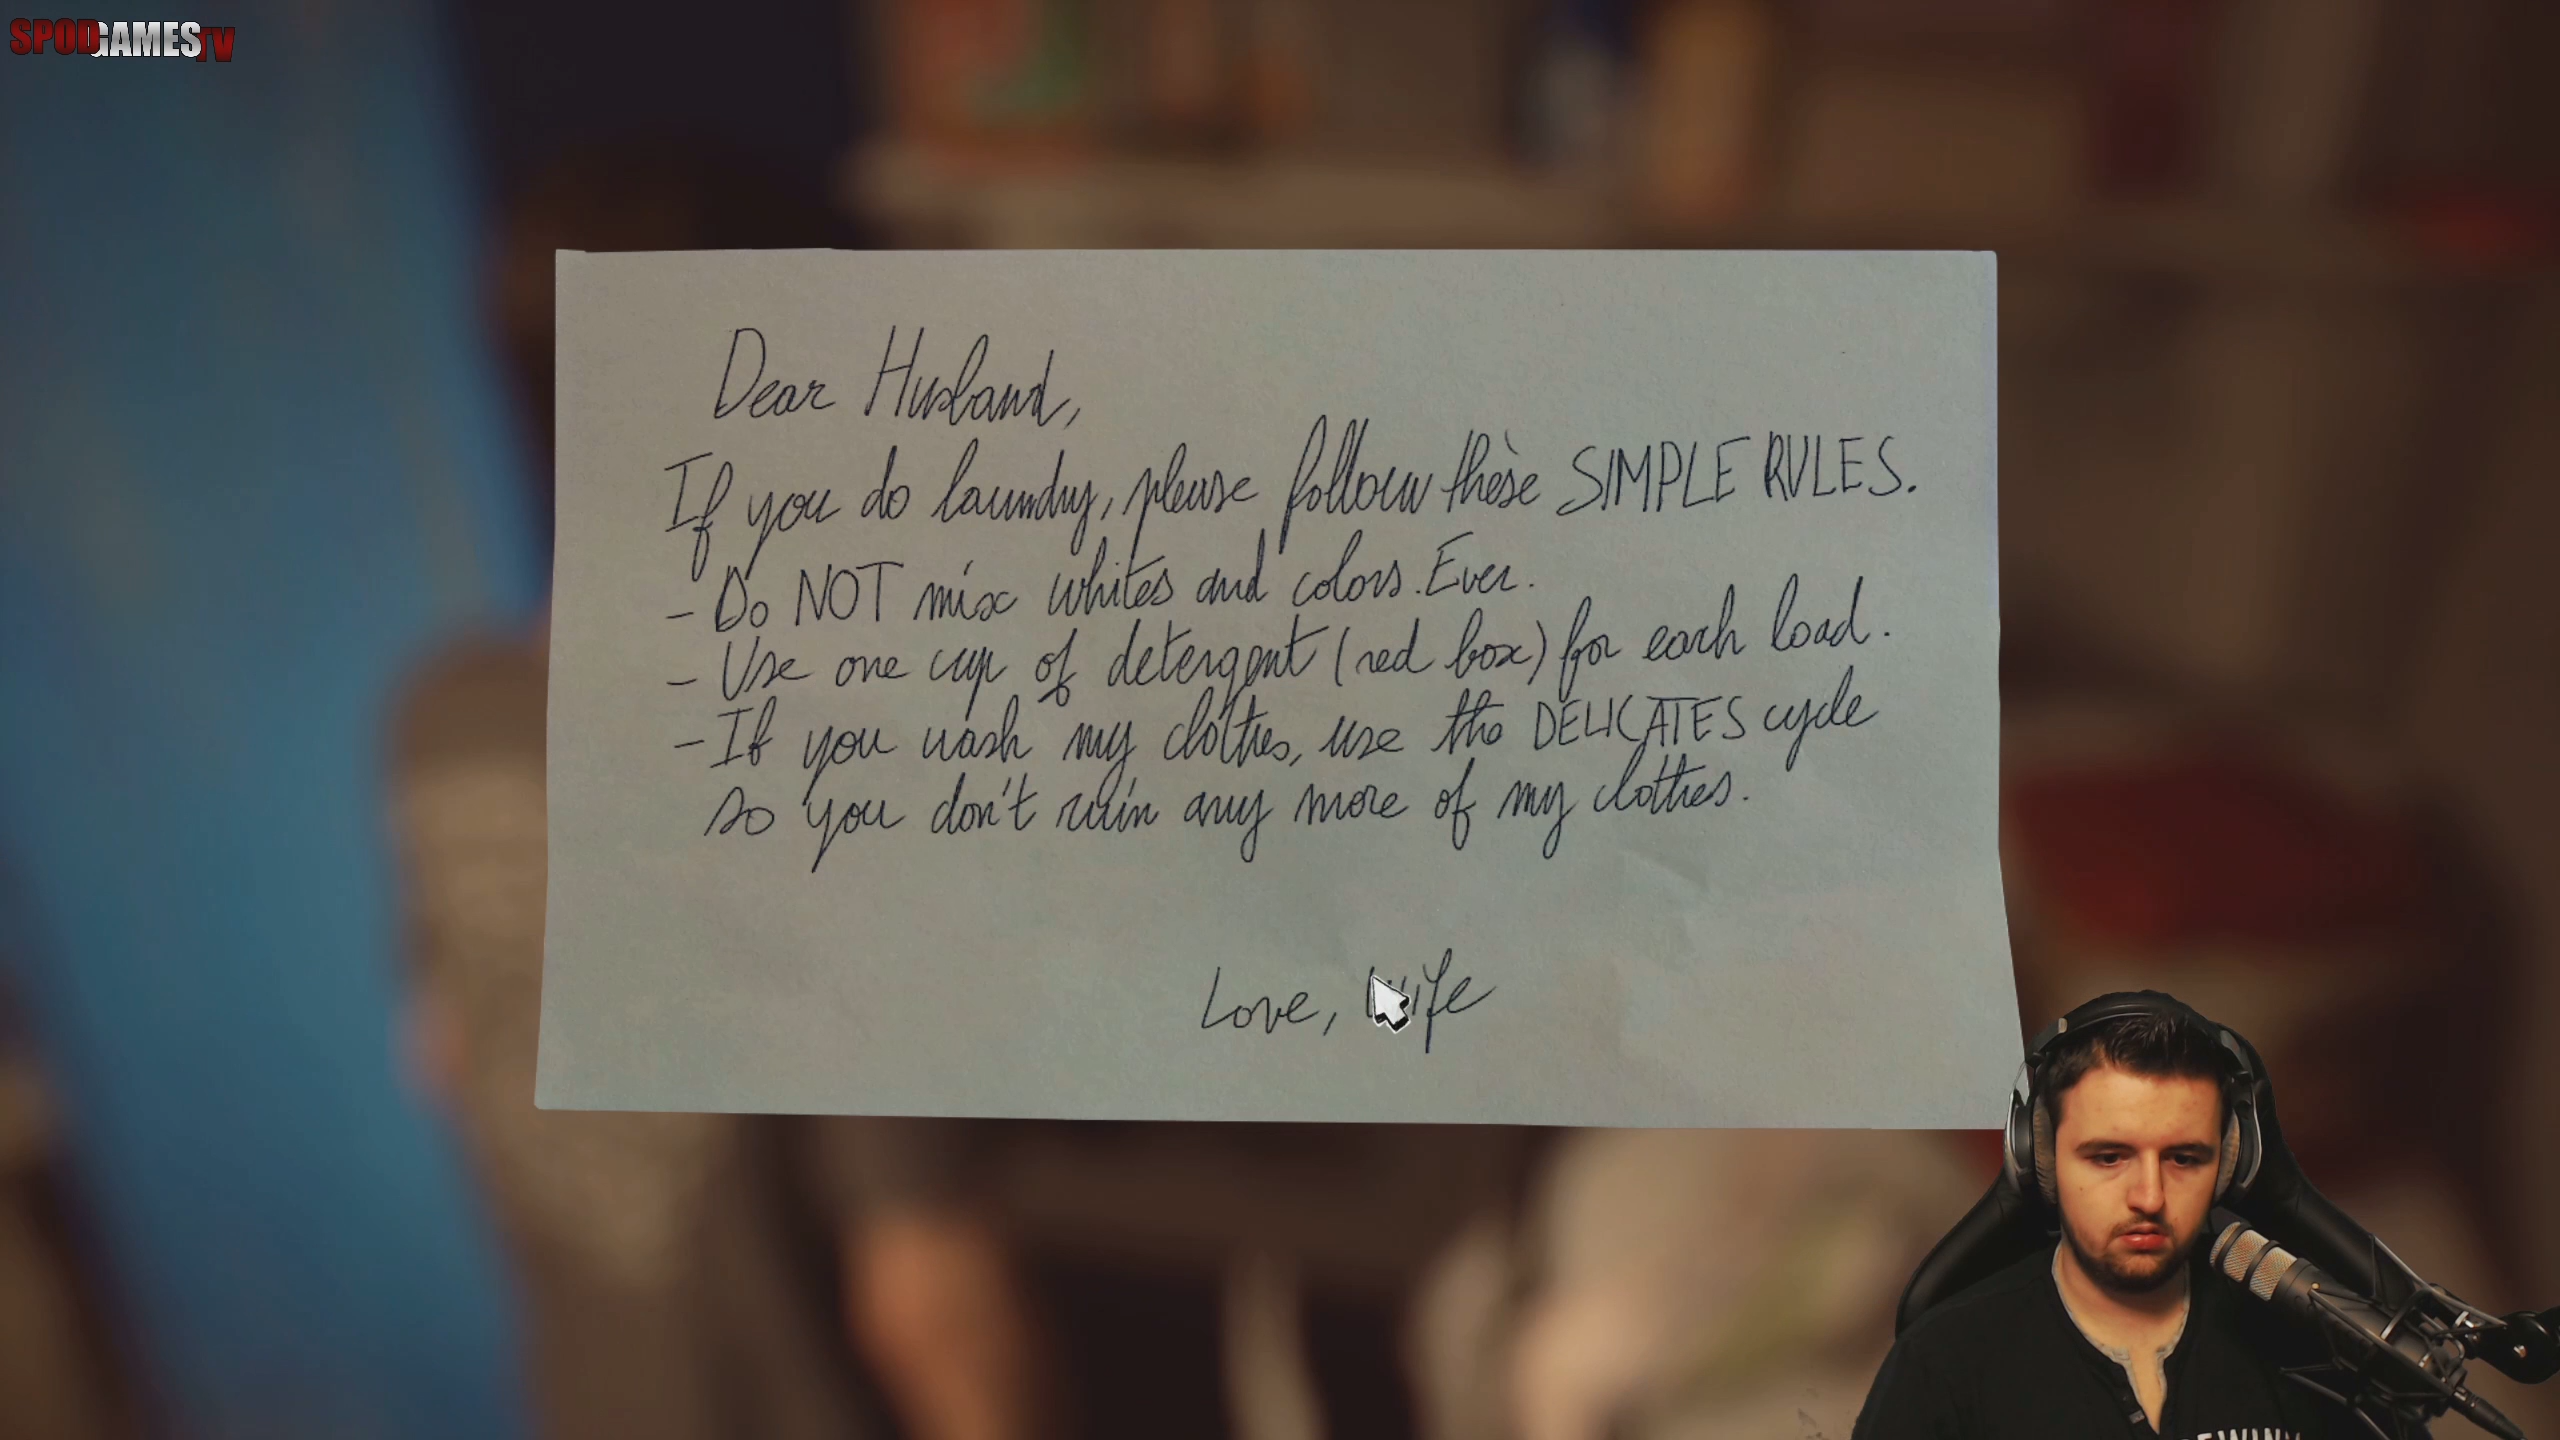 SPODGAMESTV
Dear Husband,
If you do laundry, please follow thèse SIMPLE RULES.
- Do NOT mix whites and colors. Ever.
- Use one cup of detergent (red box) for each load.
- If you wash my clothes, use the DELICATES cycle
so you don't ruin any more of my clothes.
Love, Wife